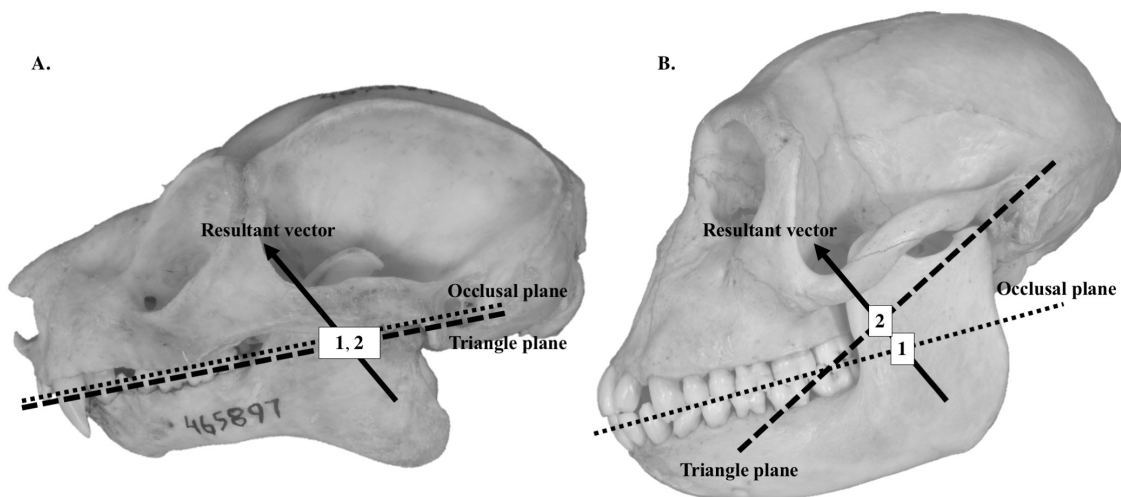 A.
Resultant vector
Occlusal plane
1, 2
Triangle plane
465897
B.
Resultant vector
Occlusal plane
2
1
Triangle plane